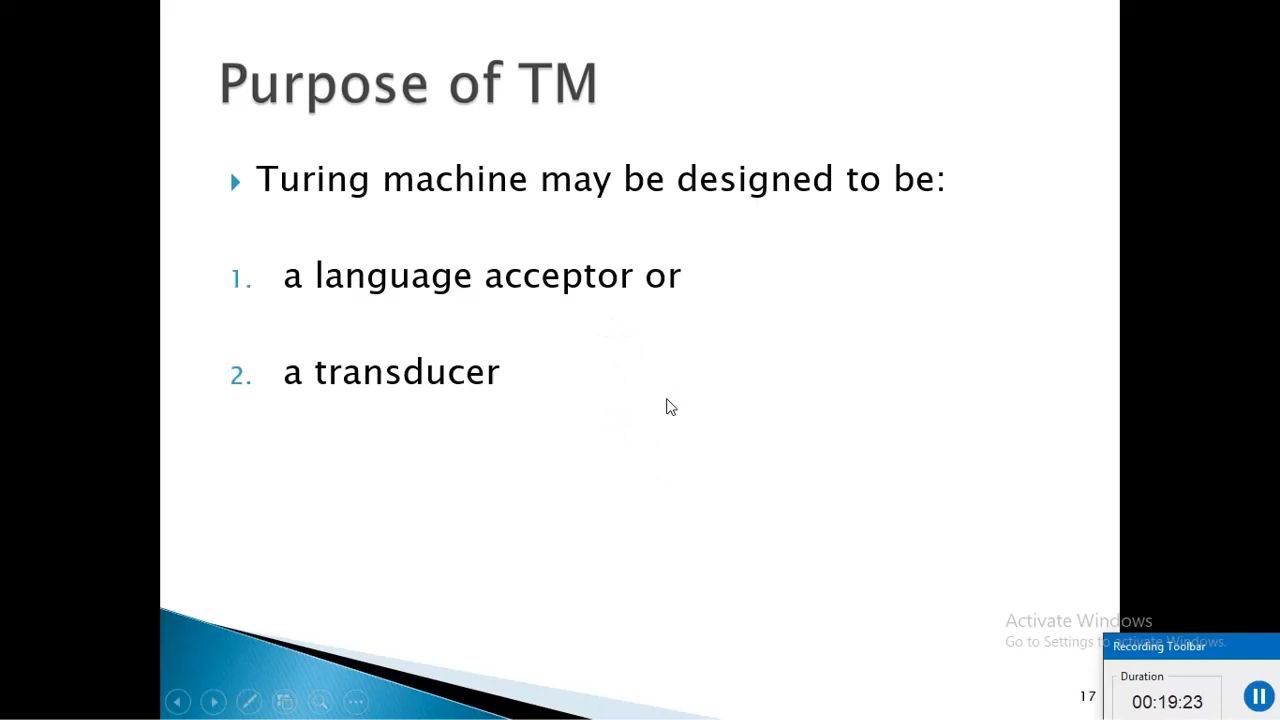 Purpose of TM
Turing machine may be designed to be:
1. a language acceptor or
2. a transducer
Activate Windows
Go to Settings to activate Windows.
Recording Toolbar
Duration
17
00:19:23